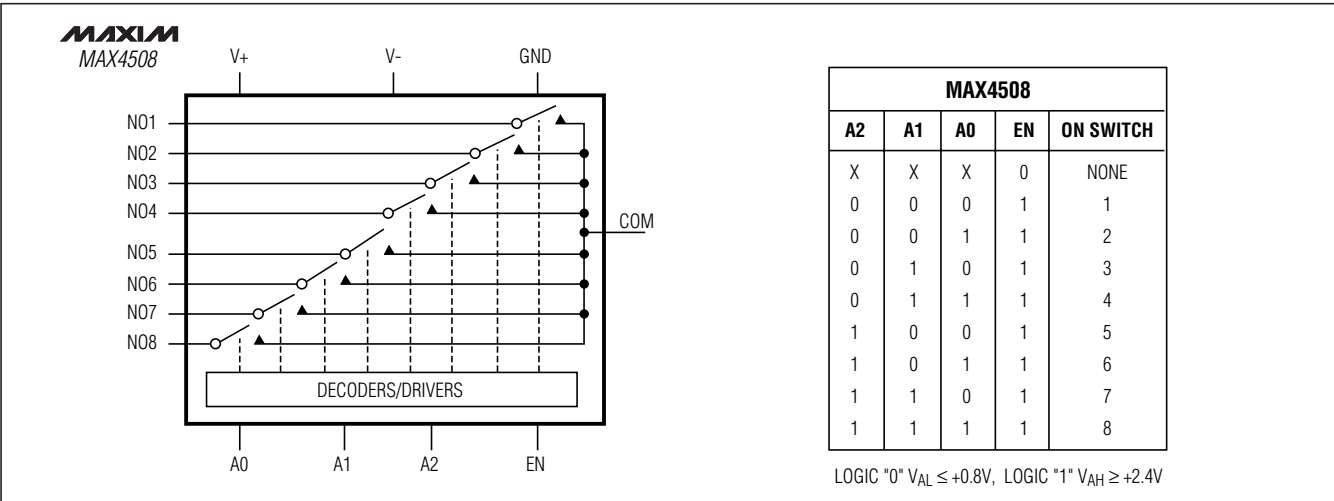 MAXIM
MAX4508
V+ V- GND
NO1
NO2
NO3
NO4
NO5
NO6
NO7
NO8
COM
DECODERS/DRIVERS
A0 A1 A2 EN
MAX4508
A2 A1 A0 EN ON SWITCH
X X X 0 NONE
0 0 0 1 1
0 0 1 1 2
0 1 0 1 3
0 1 1 1 4
1 0 0 1 5
1 0 1 1 6
1 1 0 1 7
1 1 1 1 8
LOGIC "0" VAL ≤ +0.8V, LOGIC "1" VAH ≥ +2.4V